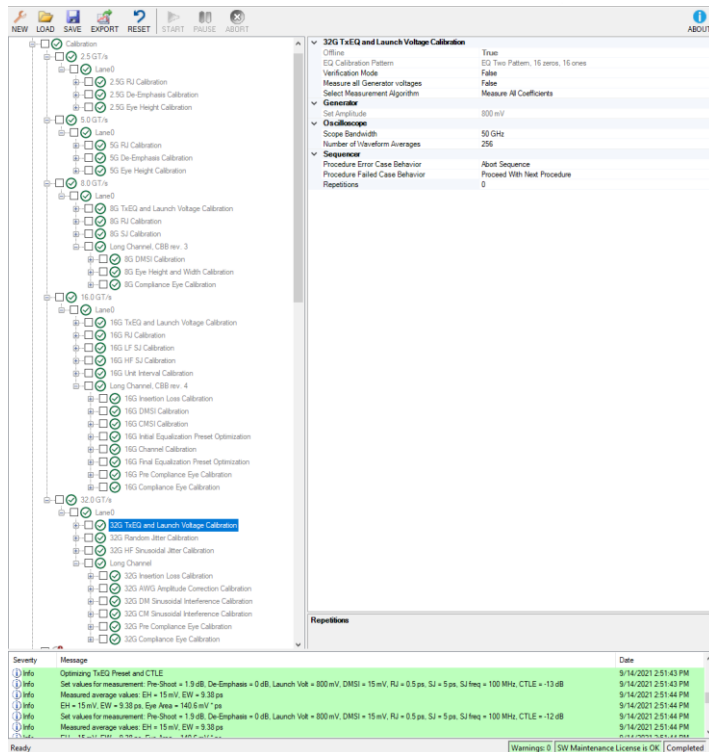 NEW LOAD SAVE EXPORT RESET START PAUSE ABORT ABOUT
Calibration
2.5 GT/s
Lane0
2.5G RJ Calibration
2.5G De-Emphasis Calibration
2.5G Eye Height Calibration
5.0 GT/s
Lane0
5G RJ Calibration
5G De-Emphasis Calibration
5G Eye Height Calibration
8.0 GT/s
Lane0
8G TxEQ and Launch Voltage Calibration
8G RJ Calibration
8G SJ Calibration
Long Channel, CBB rev. 3
8G DMSI Calibration
8G Eye Height and Width Calibration
8G Compliance Eye Calibration
16.0 GT/s
Lane0
16G TxEQ and Launch Voltage Calibration
16G RJ Calibration
16G LF SJ Calibration
16G HF SJ Calibration
16G Unit Interval Calibration
Long Channel, CBB rev. 4
16G Insertion Loss Calibration
16G DMSI Calibration
16G CMSI Calibration
16G Initial Equalization Preset Optimization
16G Channel Calibration
16G Final Equalization Preset Optimization
16G Pre Compliance Eye Calibration
16G Compliance Eye Calibration
32.0 GT/s
Lane0
32G TxEQ and Launch Voltage Calibration
32G Random Jitter Calibration
32G HF Sinusoidal Jitter Calibration
Long Channel
32G Insertion Loss Calibration
32G AWG Amplitude Correction Calibration
32G DM Sinusoidal Interference Calibration
32G CM Sinusoidal Interference Calibration
32G Pre Compliance Eye Calibration
32G Compliance Eye Calibration
32G TxEQ and Launch Voltage Calibration
Offline True
EQ Calibration Pattern EQ Two Pattern, 16 zeros, 16 ones
Verification Mode False
Measure all Generator voltages False
Select Measurement Algorithm Measure All Coefficients
Generator
Set Amplitude 800 mV
Oscilloscope
Scope Bandwidth 50 GHz
Number of Waveform Averages 256
Sequencer
Procedure Error Case Behavior Abort Sequence
Procedure Failed Case Behavior Proceed With Next Procedure
Repetitions 0
Repetitions
Severity Message Date
Info Optimizing TxEQ Preset and CTLE 9/14/2021 2:51:43 PM
Info Set values for measurement: Pre-Shoot = 1.9 dB, De-Emphasis = 0 dB, Launch Volt = 800 mV, DMSI = 15 mV, RJ = 0.5 ps, SJ = 5 ps, SJ freq = 100 MHz, CTLE = -13 dB 9/14/2021 2:51:43 PM
Info Measured average values: EH = 15 mV, EW = 9.38 ps 9/14/2021 2:51:44 PM
Info EH = 15 mV, EW = 9.38 ps, Eye Area = 140.6 mV * ps 9/14/2021 2:51:44 PM
Info Set values for measurement: Pre-Shoot = 1.9 dB, De-Emphasis = 0 dB, Launch Volt = 800 mV, DMSI = 15 mV, RJ = 0.5 ps, SJ = 5 ps, SJ freq = 100 MHz, CTLE = -12 dB 9/14/2021 2:51:44 PM
Info Measured average values: EH = 15 mV, EW = 9.38 ps 9/14/2021 2:51:44 PM
Ready Warnings: 0 SW Maintenance License is OK Completed